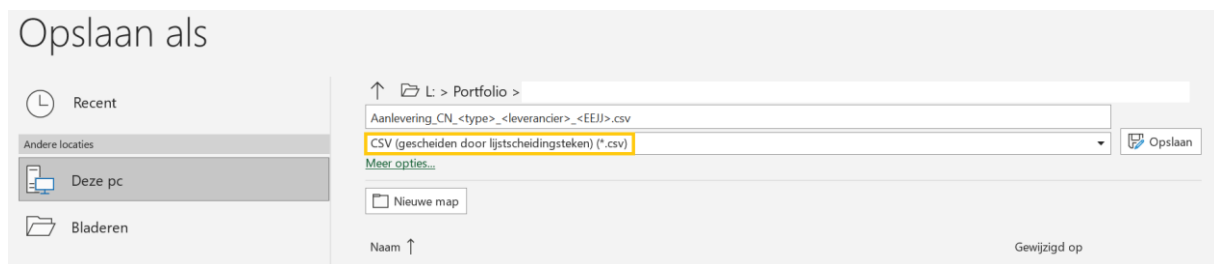 Opslaan als
Recent
Andere locaties
Deze pc
Bladeren
L: > Portfolio >
Aanlevering_CN_<type>_<leverancier>_<EEJJ>.csv
CSV (gescheiden door lijstscheidingsteken) (*.csv)
Opslaan
Meer opties...
Nieuwe map
Naam ↑
Gewijzigd op